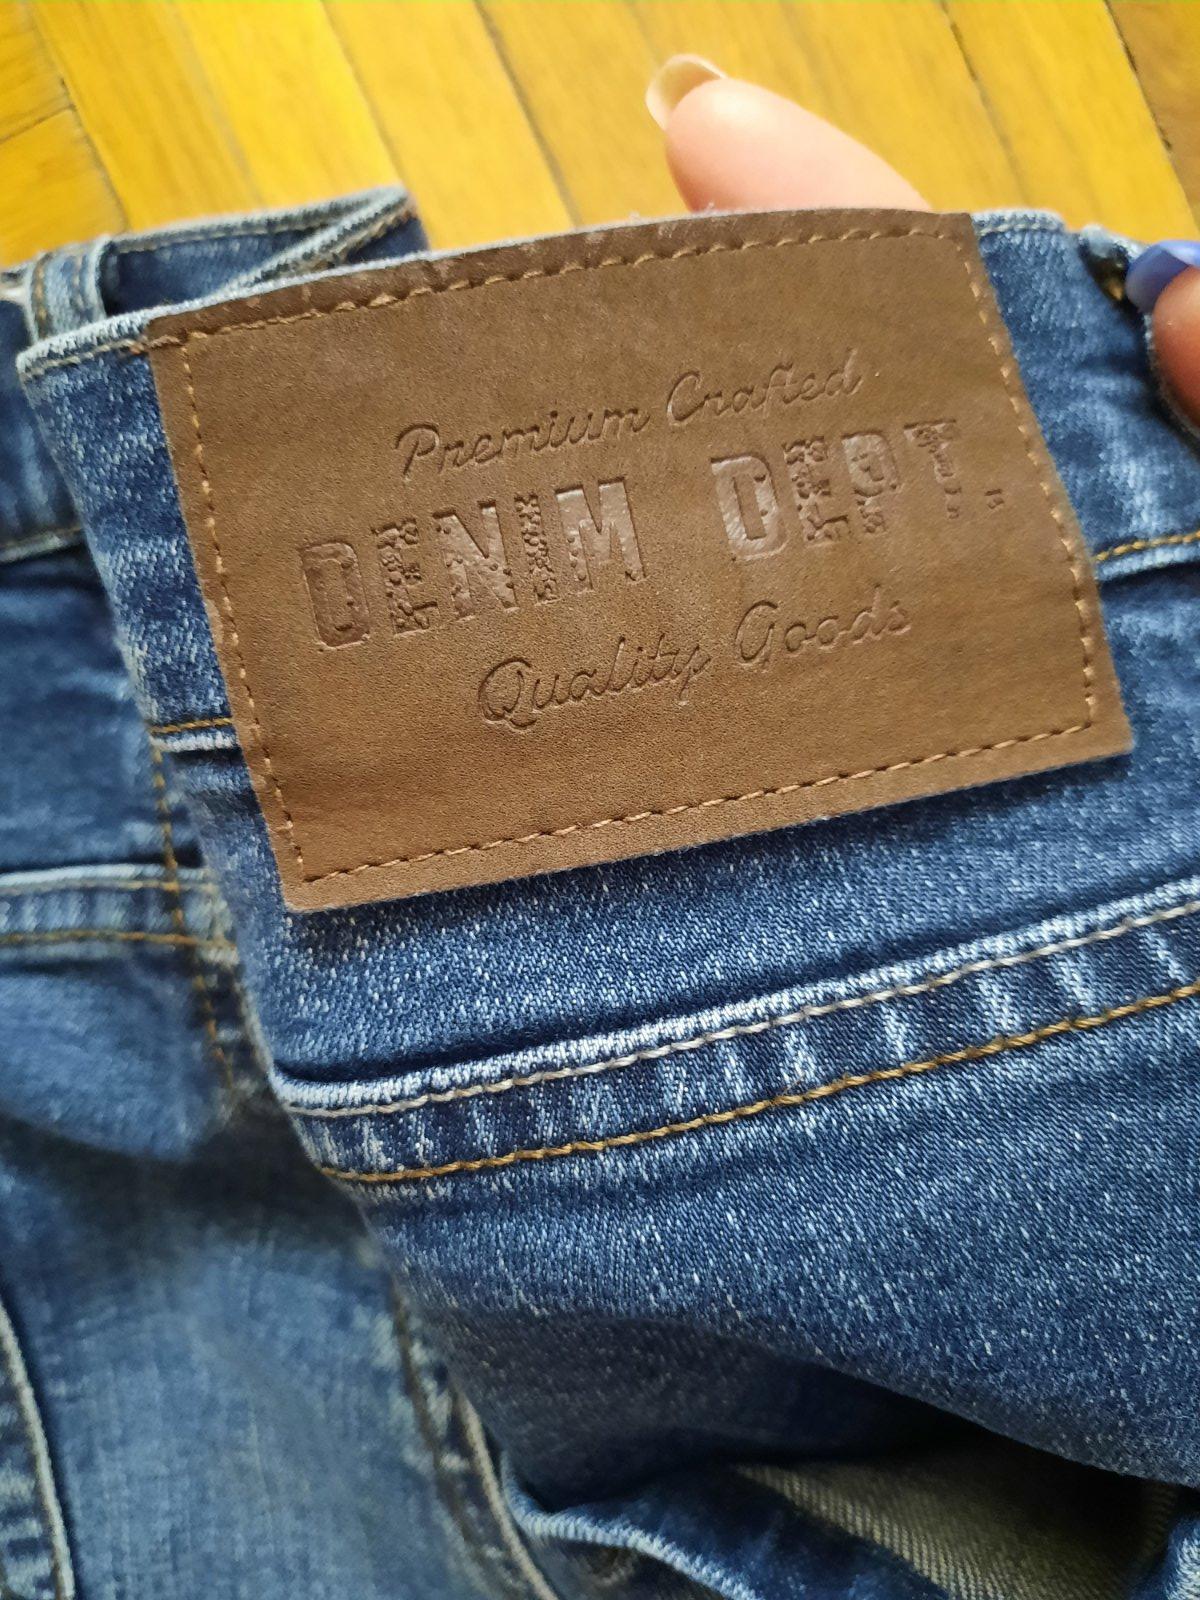 Premium Crafted
DENIM DEPT.
Quality Goods